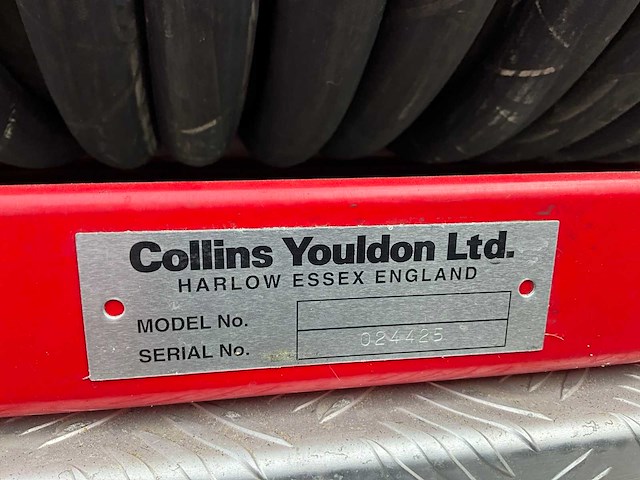 Collins Youldon Ltd.
HARLOW ESSEX ENGLAND
MODEL No.
SERIAL No. 024425